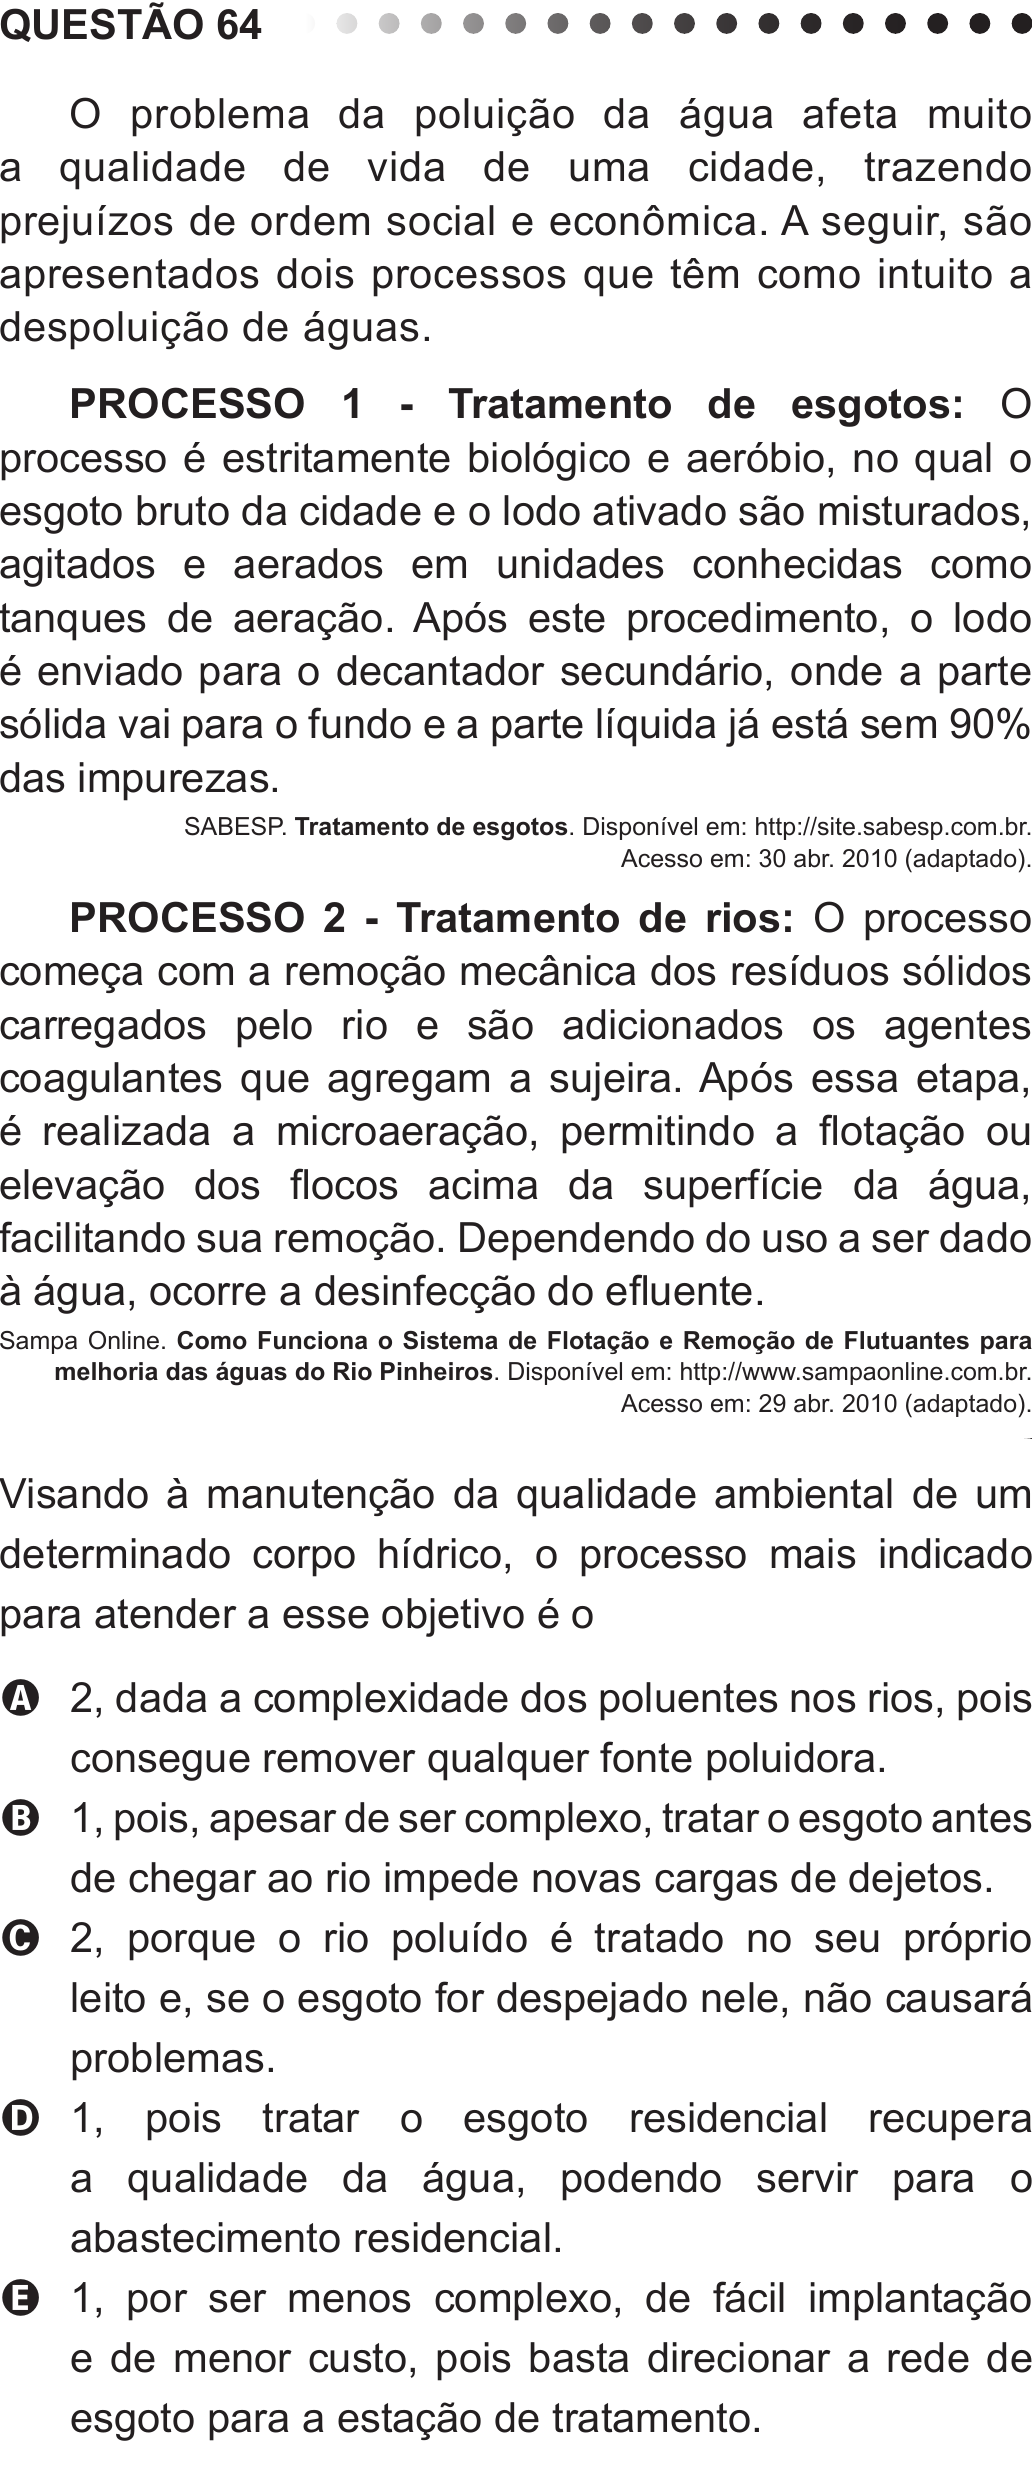 QUESTÃO 64
O problema da poluição da água afeta muito
a qualidade de vida de uma cidade, trazendo
prejuízos de ordem social e econômica. A seguir, são
apresentados dois processos que têm como intuito a
despoluição de águas.
PROCESSO 1 - Tratamento de esgotos: O
processo é estritamente biológico e aeróbio, no qual o
esgoto bruto da cidade e o lodo ativado são misturados,
agitados e aerados em unidades conhecidas como
tanques de aeração. Após este procedimento, o lodo
é enviado para o decantador secundário, onde a parte
sólida vai para o fundo e a parte líquida já está sem 90%
das impurezas.
SABESP. Tratamento de esgotos. Disponível em: http://site.sabesp.com.br.
Acesso em: 30 abr. 2010 (adaptado).
PROCESSO 2 - Tratamento de rios: O processo
começa com a remoção mecânica dos resíduos sólidos
carregados pelo rio e são adicionados os agentes
coagulantes que agregam a sujeira. Após essa etapa,
é realizada a microaeração, permitindo a flotação ou
elevação dos flocos acima da superfície da água,
facilitando sua remoção. Dependendo do uso a ser dado
à água, ocorre a desinfecção do efluente.
Sampa Online. Como Funciona o Sistema de Flotação e Remoção de Flutuantes para
melhoria das águas do Rio Pinheiros. Disponível em: http://www.sampaonline.com.br.
Acesso em: 29 abr. 2010 (adaptado).
Visando à manutenção da qualidade ambiental de um
determinado corpo hídrico, o processo mais indicado
para atender a esse objetivo é o
A 2, dada a complexidade dos poluentes nos rios, pois
consegue remover qualquer fonte poluidora.
B 1, pois, apesar de ser complexo, tratar o esgoto antes
de chegar ao rio impede novas cargas de dejetos.
C 2, porque o rio poluído é tratado no seu próprio
leito e, se o esgoto for despejado nele, não causará
problemas.
D 1, pois tratar o esgoto residencial recupera
a qualidade da água, podendo servir para o
abastecimento residencial.
E 1, por ser menos complexo, de fácil implantação
e de menor custo, pois basta direcionar a rede de
esgoto para a estação de tratamento.